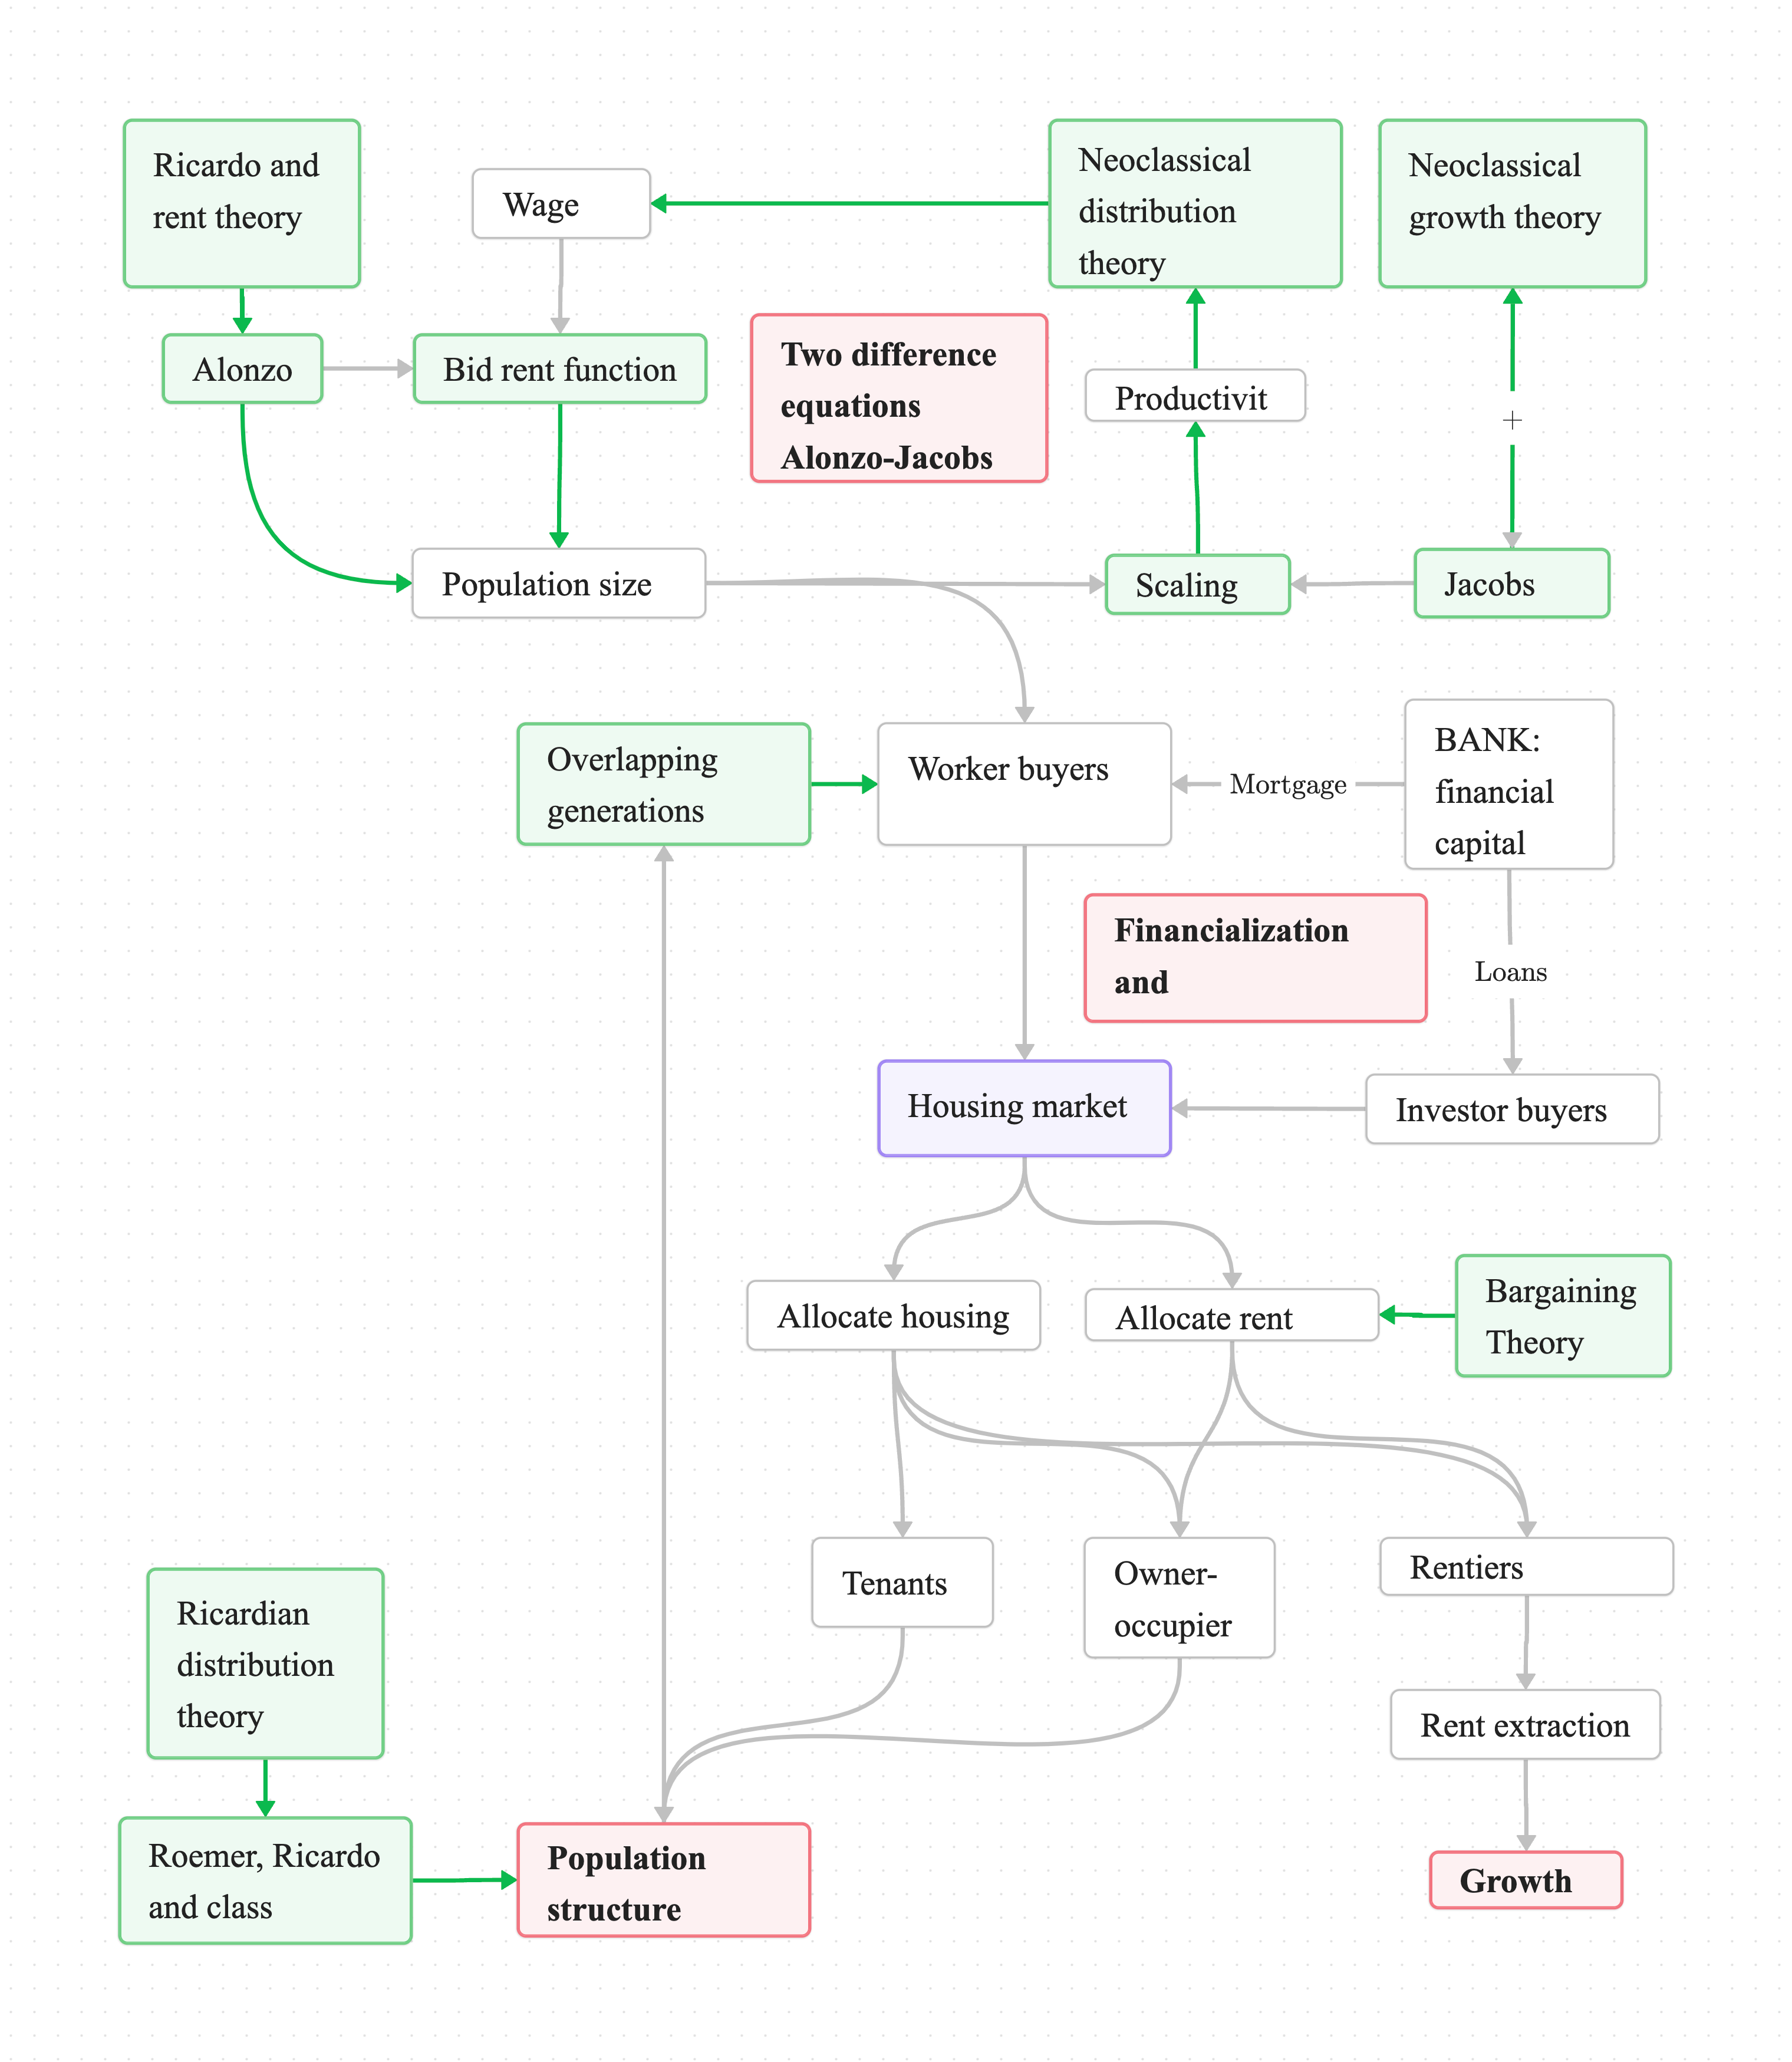 Ricardo and
rent theory
Wage
Neoclassical
distribution
theory
Neoclassical
growth theory
Alonzo
Bid rent function
Two difference
equations
Alonzo-Jacobs
Productivit
+
Population size
Scaling
Jacobs
Overlapping
generations
Worker buyers
Mortgage
BANK:
financial
capital
Financialization
and
Loans
Housing market
Investor buyers
Allocate housing
Allocate rent
Bargaining
Theory
Tenants
Owner-
occupier
Rentiers
Ricardian
distribution
theory
Rent extraction
Roemer, Ricardo
and class
Population
structure
Growth